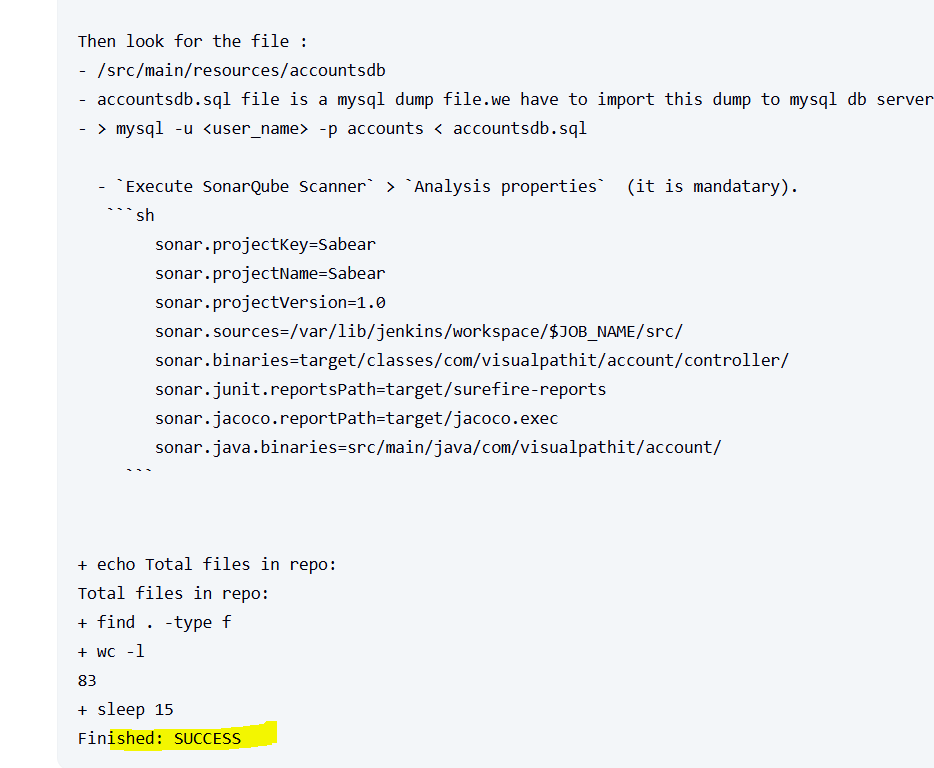 Then look for the file :
- /src/main/resources/accountsdb
- accountsdb.sql file is a mysql dump file.we have to import this dump to mysql db server
- > mysql -u <user_name> -p accounts < accountsdb.sql
- `Execute SonarQube Scanner` > `Analysis properties`  (it is mandatary).
```sh
sonar.projectKey=Sabear
sonar.projectName=Sabear
sonar.projectVersion=1.0
sonar.sources=/var/lib/jenkins/workspace/$JOB_NAME/src/
sonar.binaries=target/classes/com/visualpathit/account/controller/
sonar.junit.reportsPath=target/surefire-reports
sonar.jacoco.reportPath=target/jacoco.exec
sonar.java.binaries=src/main/java/com/visualpathit/account/
```
+ echo Total files in repo:
Total files in repo:
+ find . -type f
+ wc -l
83
+ sleep 15
Finished: SUCCESS